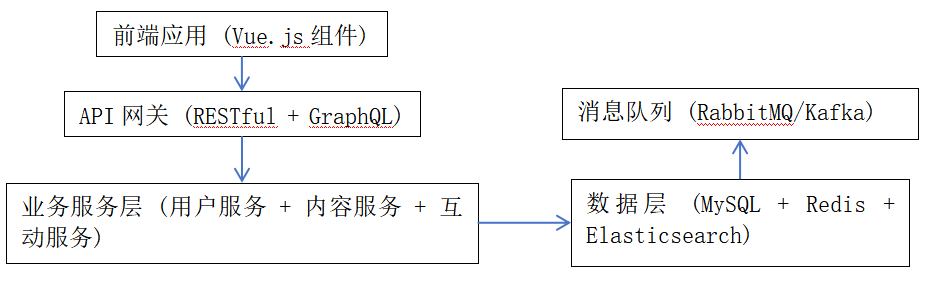 前端应用 (Vue.js 组件)
API 网关 (RESTful + GraphQL)
消息队列 (RabbitMQ/Kafka)
业务服务层 (用户服务 + 内容服务 + 互
动服务)
数据层 (MySQL + Redis +
Elasticsearch)